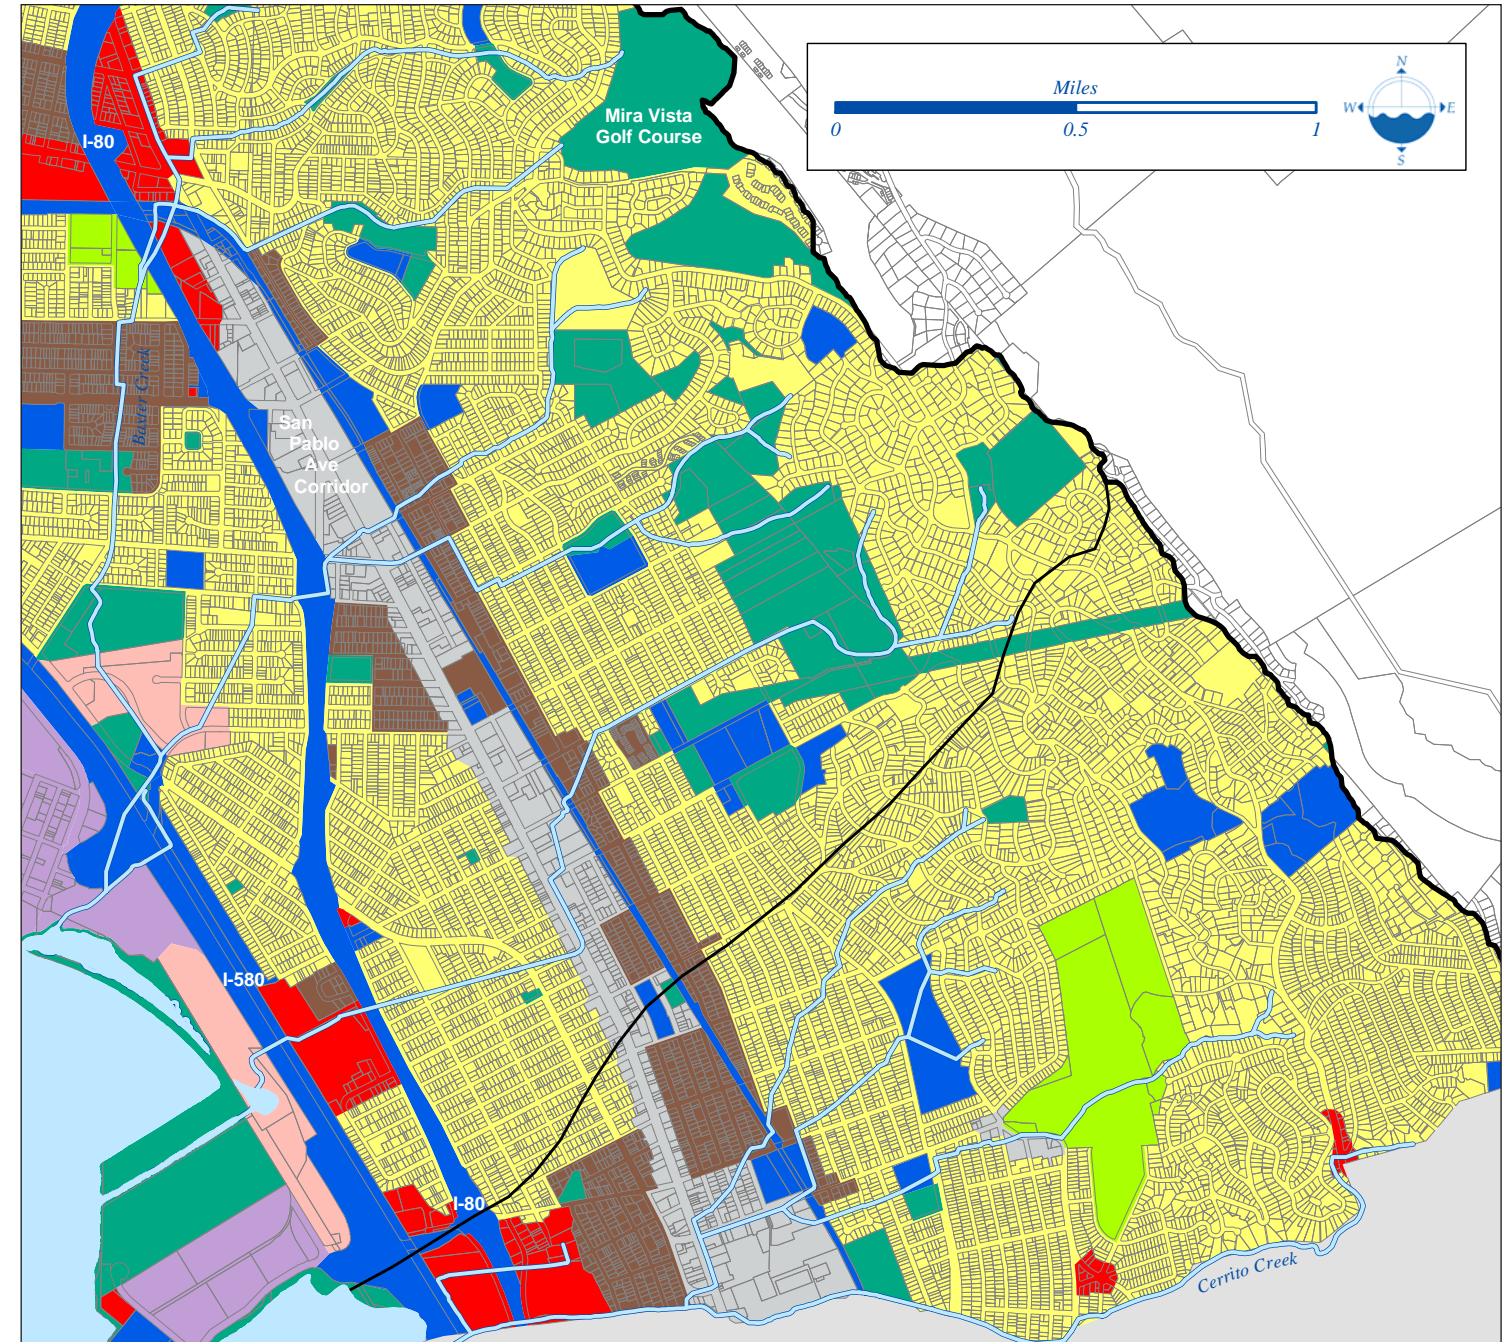 Mira Vista
Golf Course
Miles
0 0.5 1
N
W E
S
I-80
Baxter Creek
San
Pablo
Ave
Corridor
I-580
I-80
Cerrito Creek